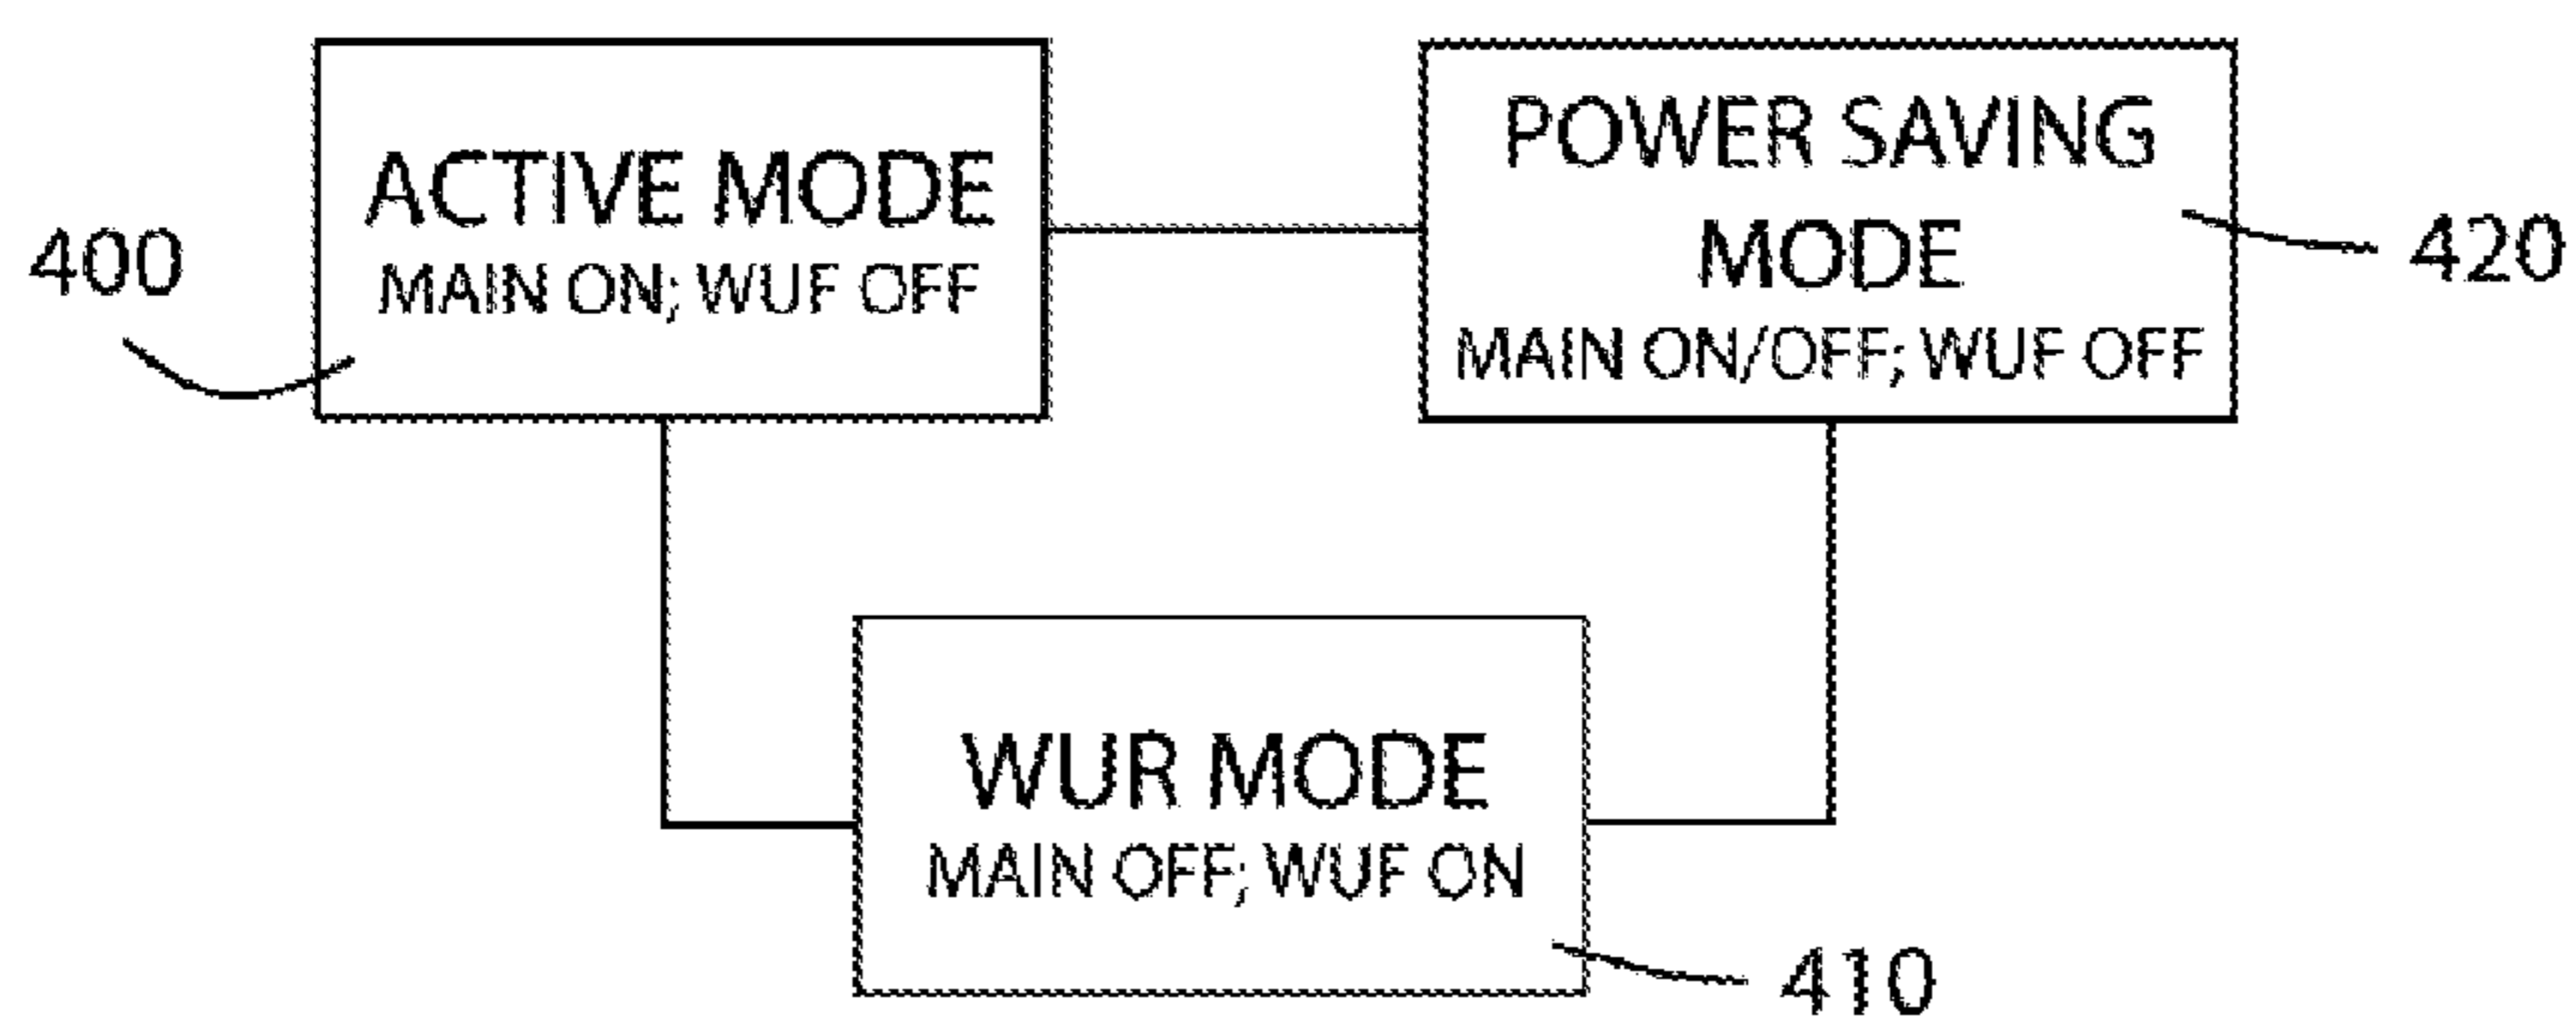 ACTIVE MODE
MAIN ON; WUF OFF
400
POWER SAVING
MODE
MAIN ON/OFF; WUF OFF
420
WUR MODE
MAIN OFF; WUF ON
410